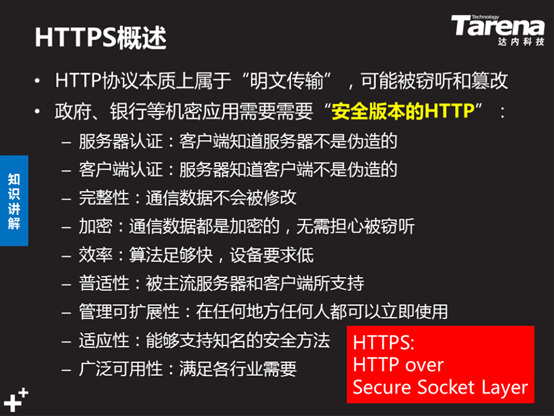 HTTPS概述
Technology
Tarena
达内科技
• HTTP协议本质上属于“明文传输”，可能被窃听和篡改
• 政府、银行等机密应用需要需要“安全版本的HTTP”：
– 服务器认证：客户端知道服务器不是伪造的
– 客户端认证：服务器知道客户端不是伪造的
– 完整性：通信数据不会被修改
– 加密：通信数据都是加密的，无需担心被窃听
– 效率：算法足够快，设备要求低
– 普适性：被主流服务器和客户端所支持
– 管理可扩展性：在任何地方任何人都可以立即使用
– 适应性：能够支持知名的安全方法
– 广泛可用性：满足各行业需要
知识讲解
HTTPS:
HTTP over
Secure Socket Layer